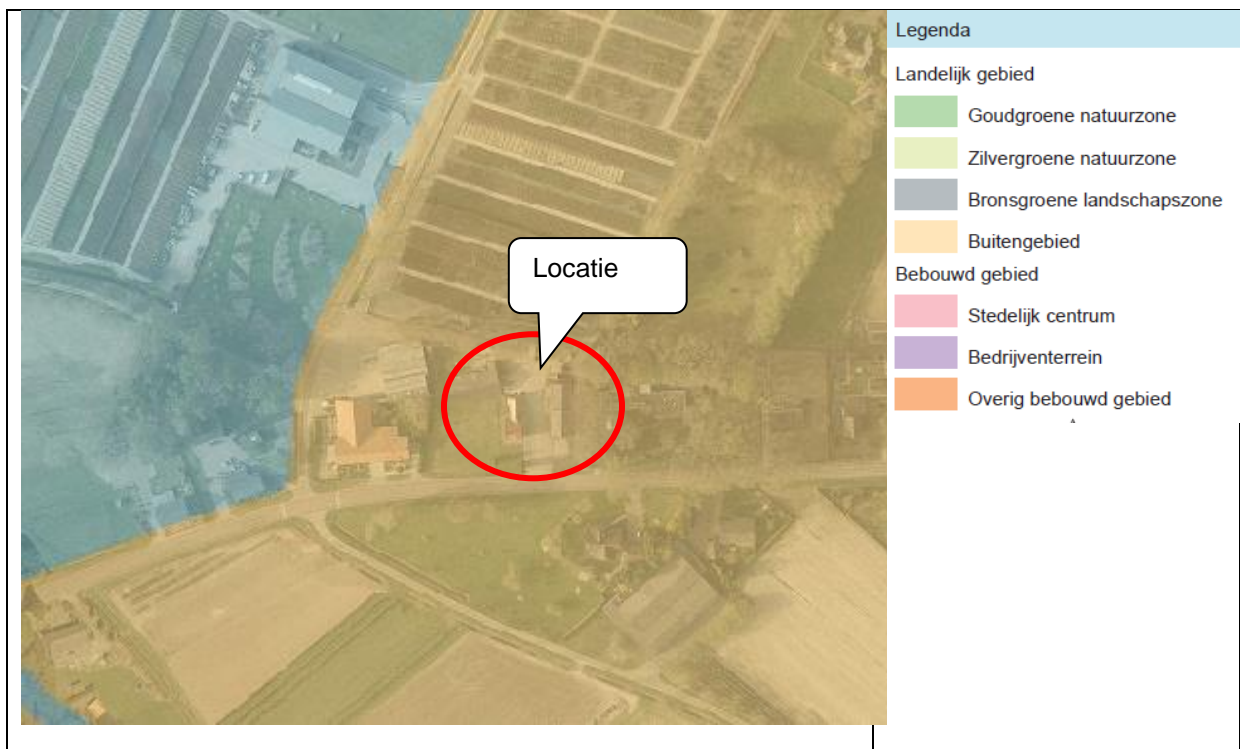 Locatie
Legenda
Landelijk gebied
Goudgroene natuurzone
Zilvergroene natuurzone
Bronsgroene landschapszone
Buitengebied
Bebouwd gebied
Stedelijk centrum
Bedrijventerrein
Overig bebouwd gebied